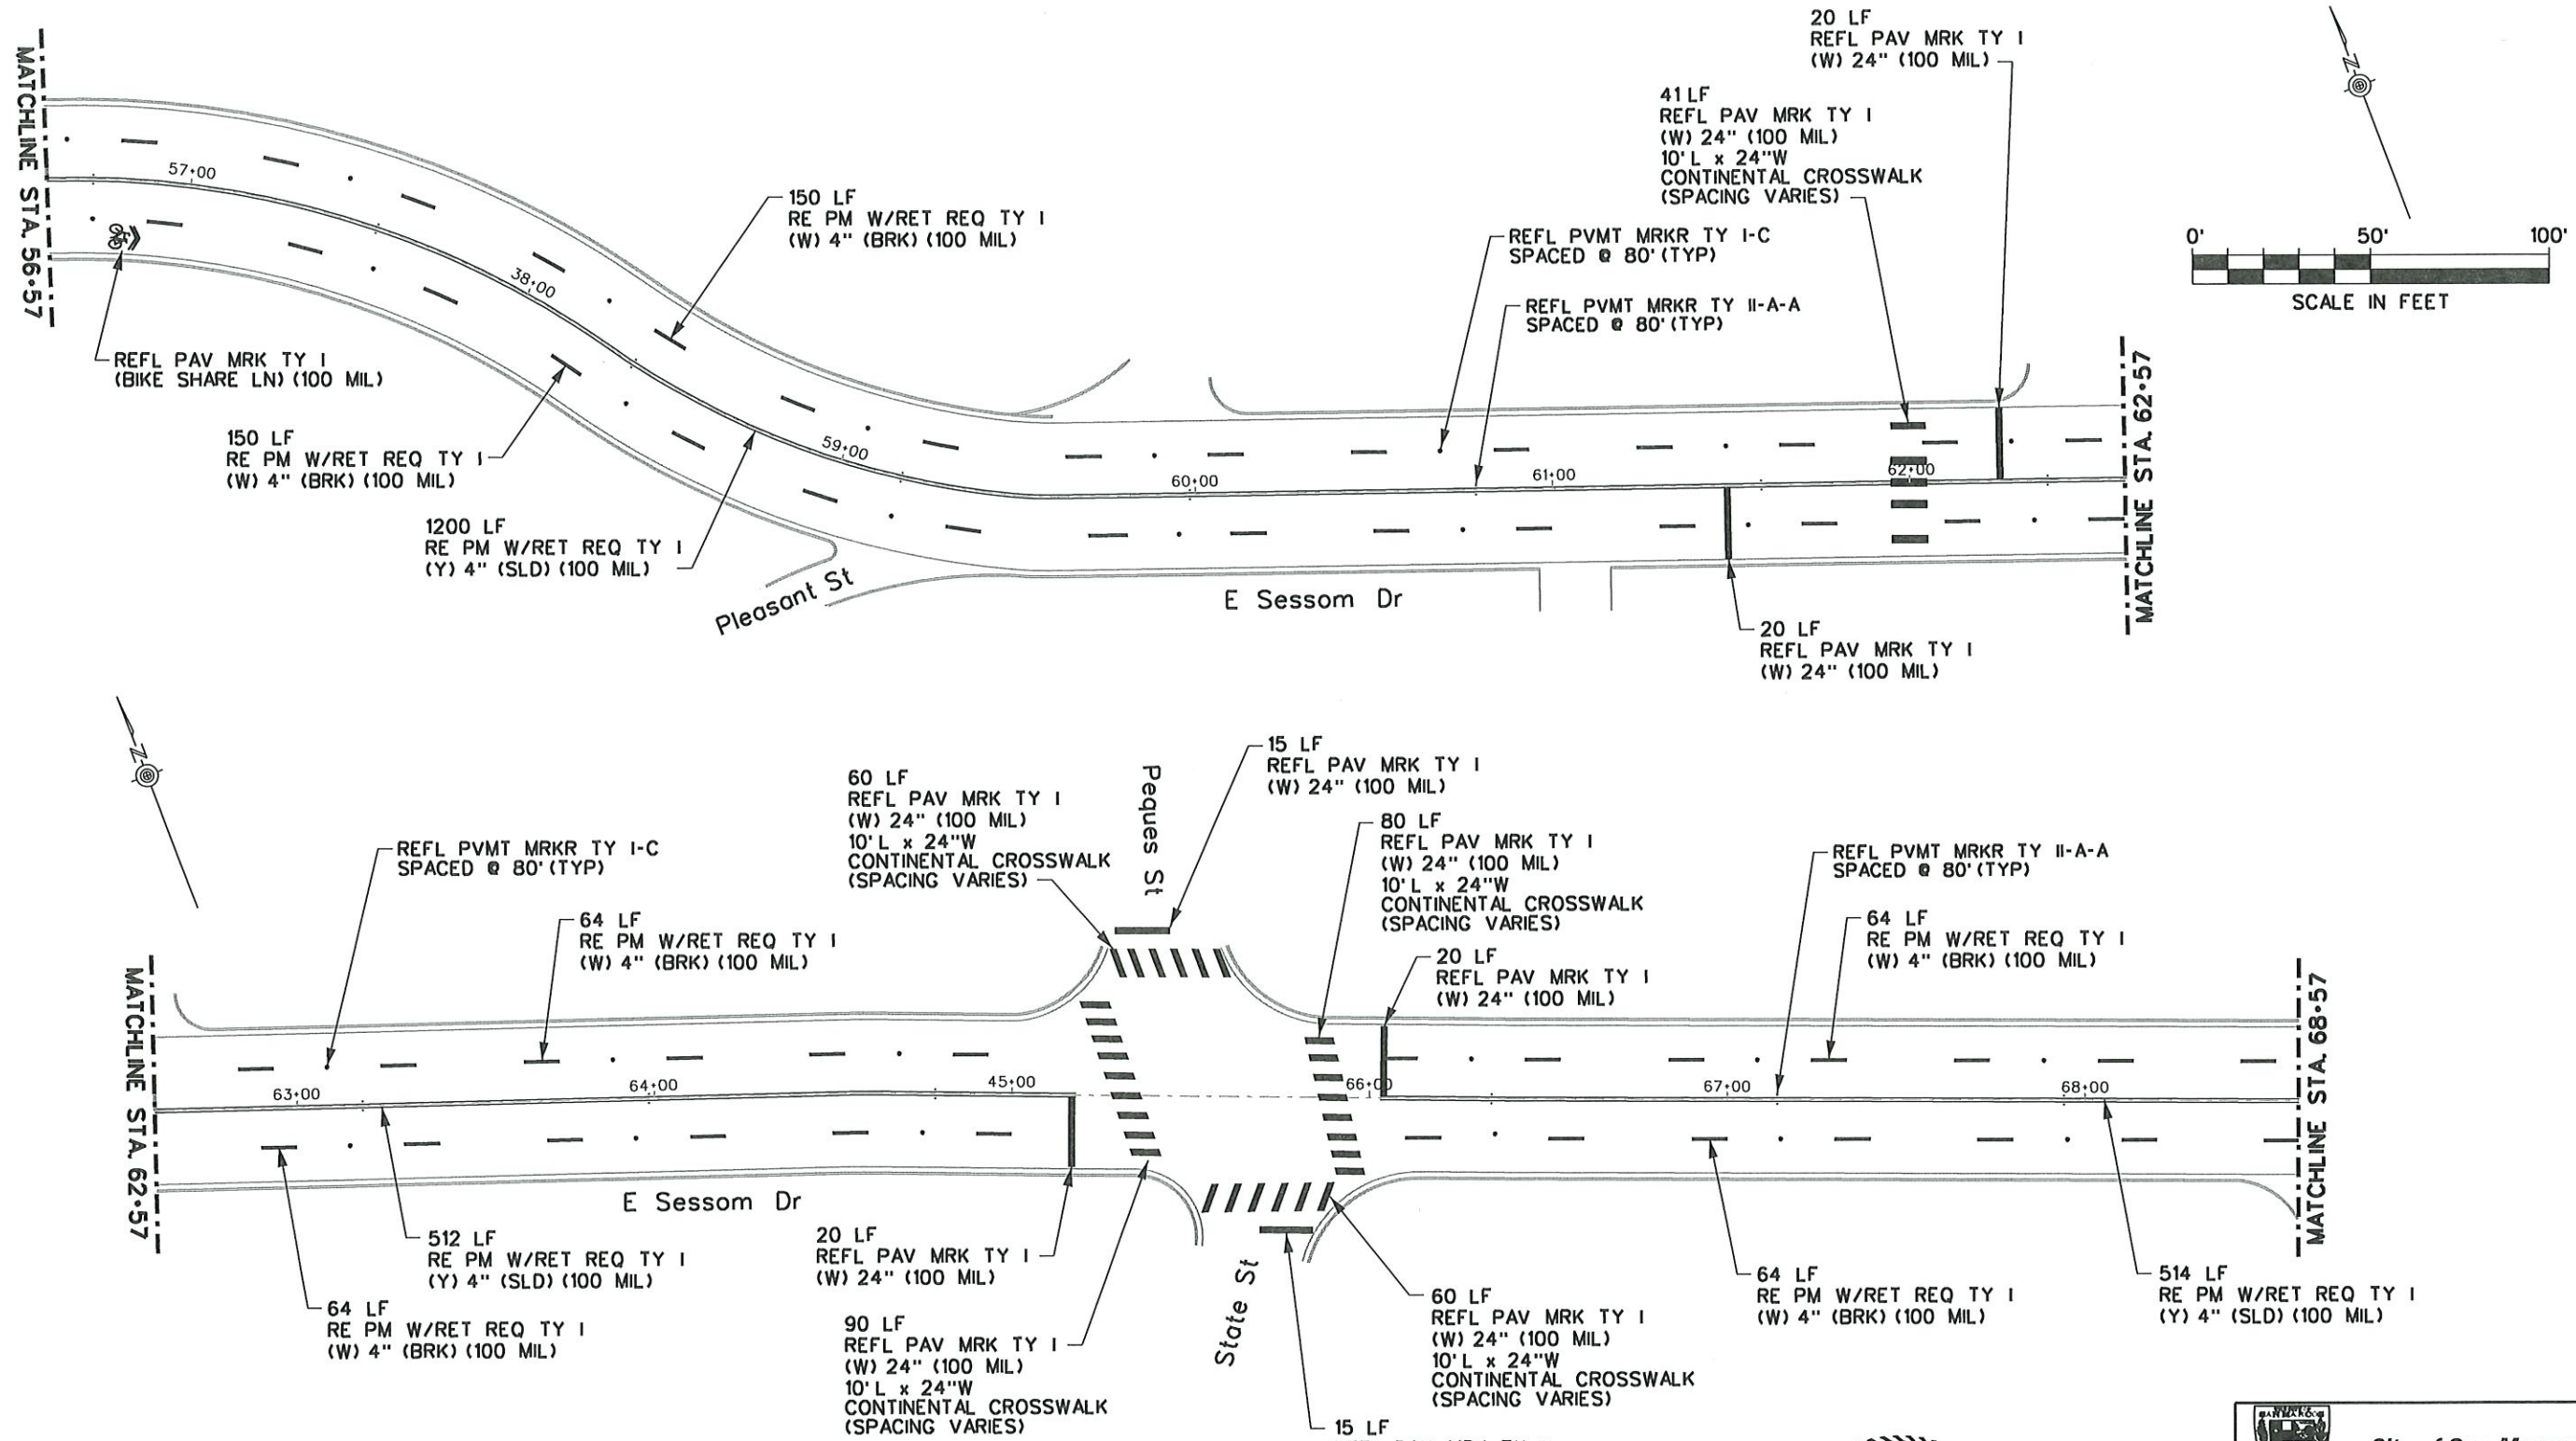 20 LF
REFL PAV MRK TY I
(W) 24" (100 MIL)
41 LF
REFL PAV MRK TY I
(W) 24" (100 MIL)
10' L x 24"W
CONTINENTAL CROSSWALK
(SPACING VARIES)
N
0' 50' 100'
SCALE IN FEET
MATCHLINE STA. 56+57
57+00
38+00
59+00
60+00
61+00
62+00
150 LF
RE PM W/RET REQ TY I
(W) 4" (BRK) (100 MIL)
REFL PVMT MRKR TY I-C
SPACED @ 80' (TYP)
REFL PVMT MRKR TY II-A-A
SPACED @ 80' (TYP)
REFL PAV MRK TY I
(BIKE SHARE LN) (100 MIL)
150 LF
RE PM W/RET REQ TY I
(W) 4" (BRK) (100 MIL)
1200 LF
RE PM W/RET REQ TY I
(Y) 4" (SLD) (100 MIL)
Pleasant St
E Sessom Dr
20 LF
REFL PAV MRK TY I
(W) 24" (100 MIL)
MATCHLINE STA. 62+57
N
MATCHLINE STA. 62+57
REFL PVMT MRKR TY I-C
SPACED @ 80' (TYP)
64 LF
RE PM W/RET REQ TY I
(W) 4" (BRK) (100 MIL)
60 LF
REFL PAV MRK TY I
(W) 24" (100 MIL)
10' L x 24"W
CONTINENTAL CROSSWALK
(SPACING VARIES)
Peques St
15 LF
REFL PAV MRK TY I
(W) 24" (100 MIL)
80 LF
REFL PAV MRK TY I
(W) 24" (100 MIL)
10' L x 24"W
CONTINENTAL CROSSWALK
(SPACING VARIES)
20 LF
REFL PAV MRK TY I
(W) 24" (100 MIL)
REFL PVMT MRKR TY II-A-A
SPACED @ 80' (TYP)
64 LF
RE PM W/RET REQ TY I
(W) 4" (BRK) (100 MIL)
63+00
64+00
45+00
66+00
67+00
68+00
MATCHLINE STA. 68+57
E Sessom Dr
512 LF
RE PM W/RET REQ TY I
(Y) 4" (SLD) (100 MIL)
64 LF
RE PM W/RET REQ TY I
(W) 4" (BRK) (100 MIL)
20 LF
REFL PAV MRK TY I
(W) 24" (100 MIL)
90 LF
REFL PAV MRK TY I
(W) 24" (100 MIL)
10' L x 24"W
CONTINENTAL CROSSWALK
(SPACING VARIES)
State St
60 LF
REFL PAV MRK TY I
(W) 24" (100 MIL)
10' L x 24"W
CONTINENTAL CROSSWALK
(SPACING VARIES)
15 LF
64 LF
RE PM W/RET REQ TY I
(W) 4" (BRK) (100 MIL)
514 LF
RE PM W/RET REQ TY I
(Y) 4" (SLD) (100 MIL)